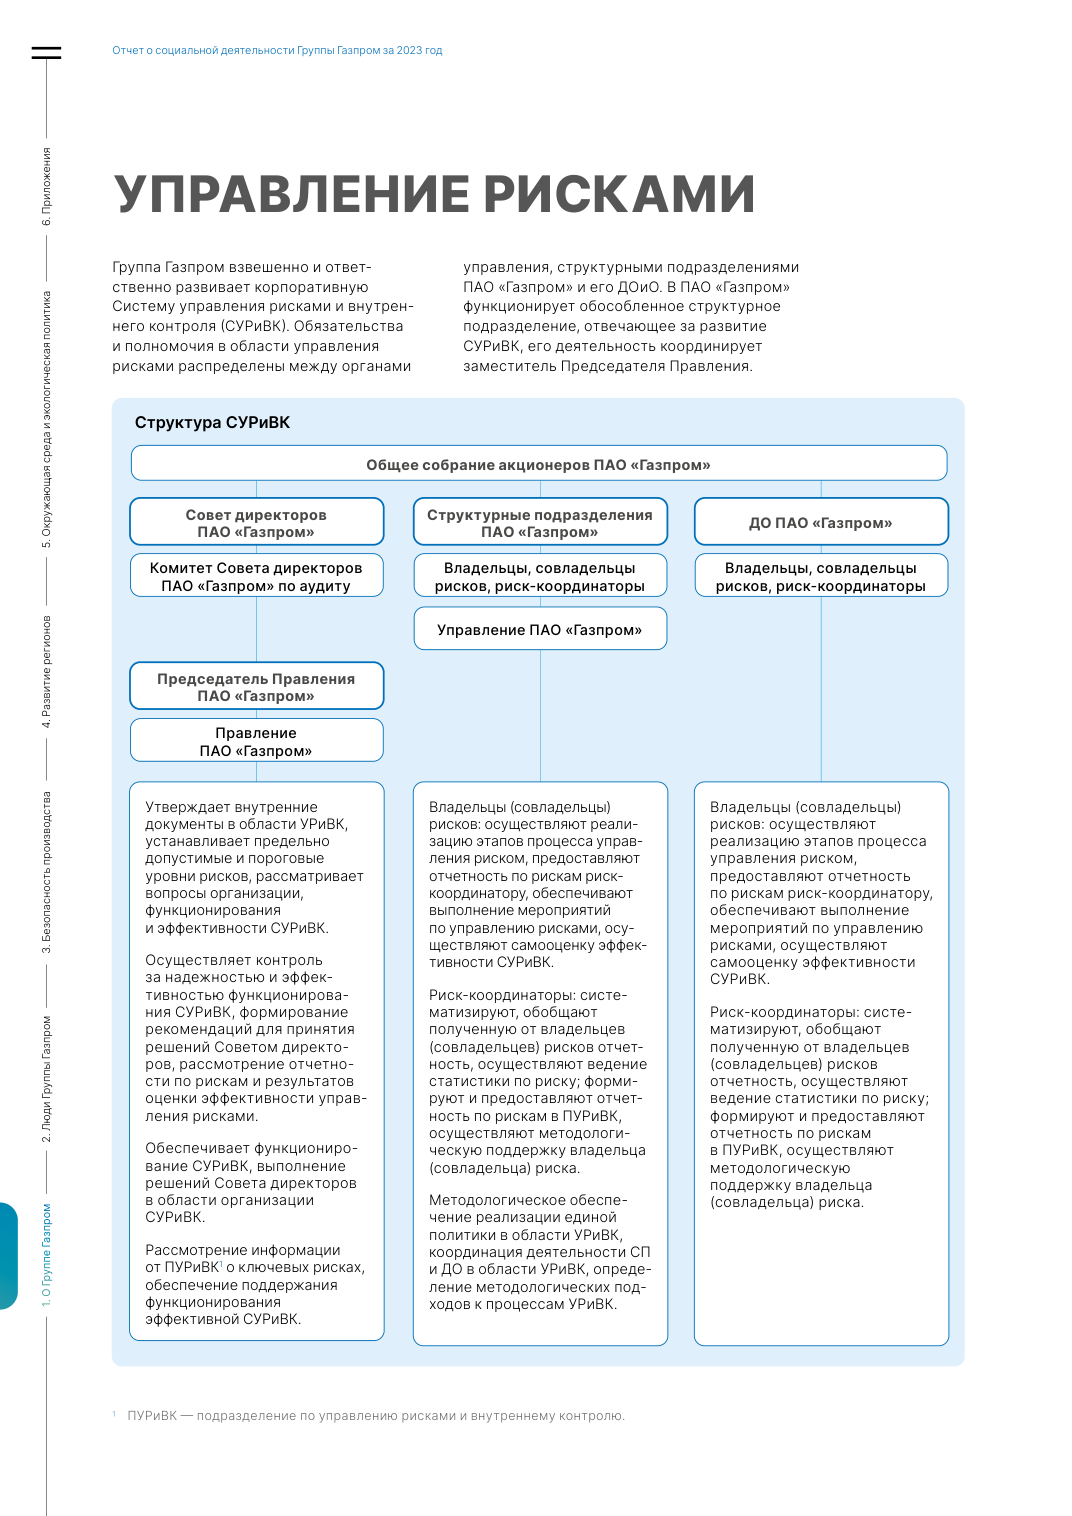 Отчет о социальной деятельности Группы Газпром за 2023 год
УПРАВЛЕНИЕ РИСКАМИ
Группа Газпром взвешенно и ответ-
ственно развивает корпоративную
Систему управления рисками и внутрен-
него контроля (СУРиВК). Обязательства
и полномочия в области управления
рисками распределены между органами
управления, структурными подразделениями
ПАО «Газпром» и его ДОиО. В ПАО «Газпром»
функционирует обособленное структурное
подразделение, отвечающее за развитие
СУРиВК, его деятельность координирует
заместитель Председателя Правления.
Структура СУРиВК
Общее собрание акционеров ПАО «Газпром»
Совет директоров
ПАО «Газпром»
Комитет Совета директоров
ПАО «Газпром» по аудиту
Председатель Правления
ПАО «Газпром»
Правление
ПАО «Газпром»
Утверждает внутренние
документы в области УРиВК,
устанавливает предельно
допустимые и пороговые
уровни рисков, рассматривает
вопросы организации,
функционирования
и эффективности СУРиВК.
Осуществляет контроль
за надежностью и эффек-
тивностью функционирова-
ния СУРиВК, формирование
рекомендаций для принятия
решений Советом директо-
ров, рассмотрение отчетно-
сти по рискам и результатов
оценки эффективности управ-
ления рисками.
Обеспечивает функциониро-
вание СУРиВК, выполнение
решений Совета директоров
в области организации
СУРиВК.
Рассмотрение информации
от ПУРиВК¹ о ключевых рисках,
обеспечение поддержания
функционирования
эффективной СУРиВК.
Структурные подразделения
ПАО «Газпром»
Владельцы, совладельцы
рисков, риск-координаторы
Управление ПАО «Газпром»
Владельцы (совладельцы)
рисков: осуществляют реали-
зацию этапов процесса управ-
ления риском, предоставляют
отчетность по рискам риск-
координатору, обеспечивают
выполнение мероприятий
по управлению рисками, осу-
ществляют самооценку эффек-
тивности СУРиВК.
Риск-координаторы: систе-
матизируют, обобщают
полученную от владельцев
(совладельцев) рисков отчет-
ность, осуществляют ведение
статистики по риску; форми-
руют и предоставляют отчет-
ность по рискам в ПУРиВК,
осуществляют методологи-
ческую поддержку владельца
(совладельца) риска.
Методологическое обеспе-
чение реализации единой
политики в области УРиВК,
координация деятельности СП
и ДО в области УРиВК, опреде-
ление методологических под-
ходов к процессам УРиВК.
ДО ПАО «Газпром»
Владельцы, совладельцы
рисков, риск-координаторы
Владельцы (совладельцы)
рисков: осуществляют
реализацию этапов процесса
управления риском,
предоставляют отчетность
по рискам риск-координатору,
обеспечивают выполнение
мероприятий по управлению
рисками, осуществляют
самооценку эффективности
СУРиВК.
Риск-координаторы: систе-
матизируют, обобщают
полученную от владельцев
(совладельцев) рисков
отчетность, осуществляют
ведение статистики по риску;
формируют и предоставляют
отчетность по рискам
в ПУРиВК, осуществляют
методологическую
поддержку владельца
(совладельца) риска.
¹ ПУРиВК — подразделение по управлению рисками и внутреннему контролю.
1. О Группе Газпром
2. Люди Группы Газпром
3. Безопасность производства
4. Развитие регионов
5. Окружающая среда и экологическая политика
6. Приложения